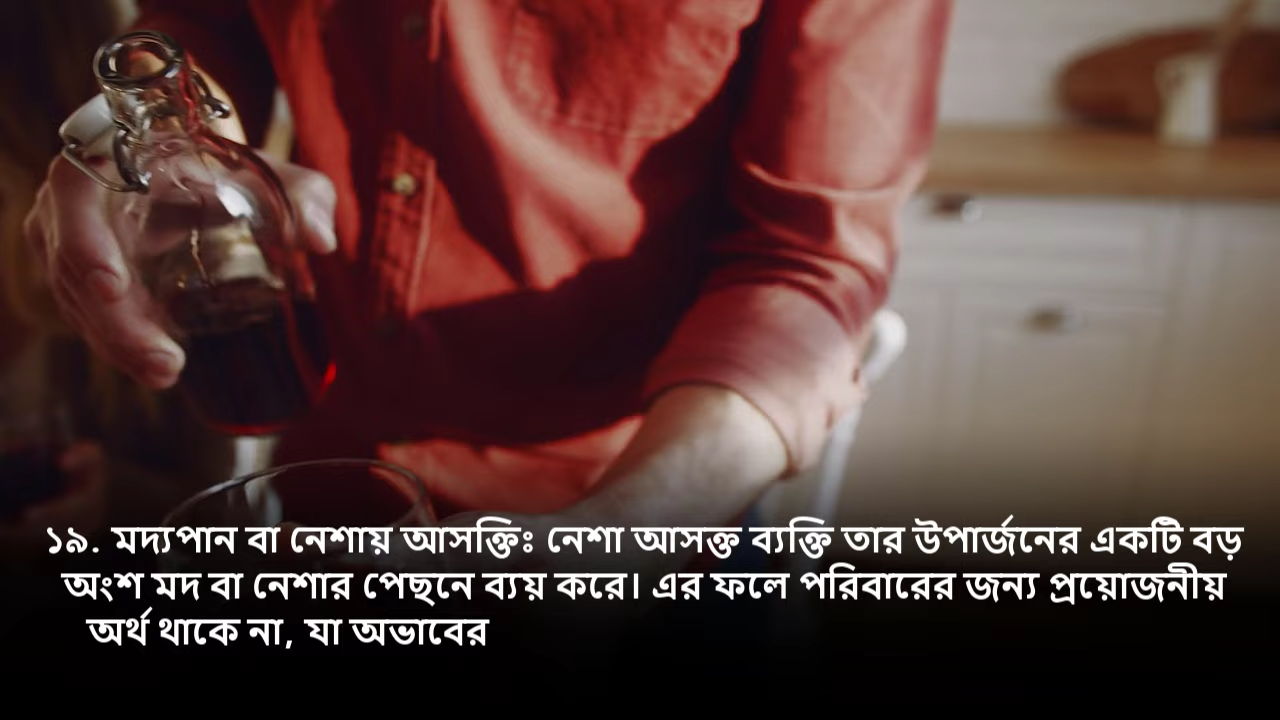 ১৯. মদ্যপান বা নেশায় আসক্তিঃ নেশা আসক্ত ব্যক্তি তার উপার্জনের একটি বড়
অংশ মদ বা নেশার পেছনে ব্যয় করে। এর ফলে পরিবারের জন্য প্রয়োজনীয়
অর্থ থাকে না, যা অভাবের